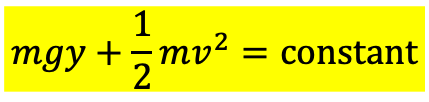 mgy + 1/2 mv² = constant